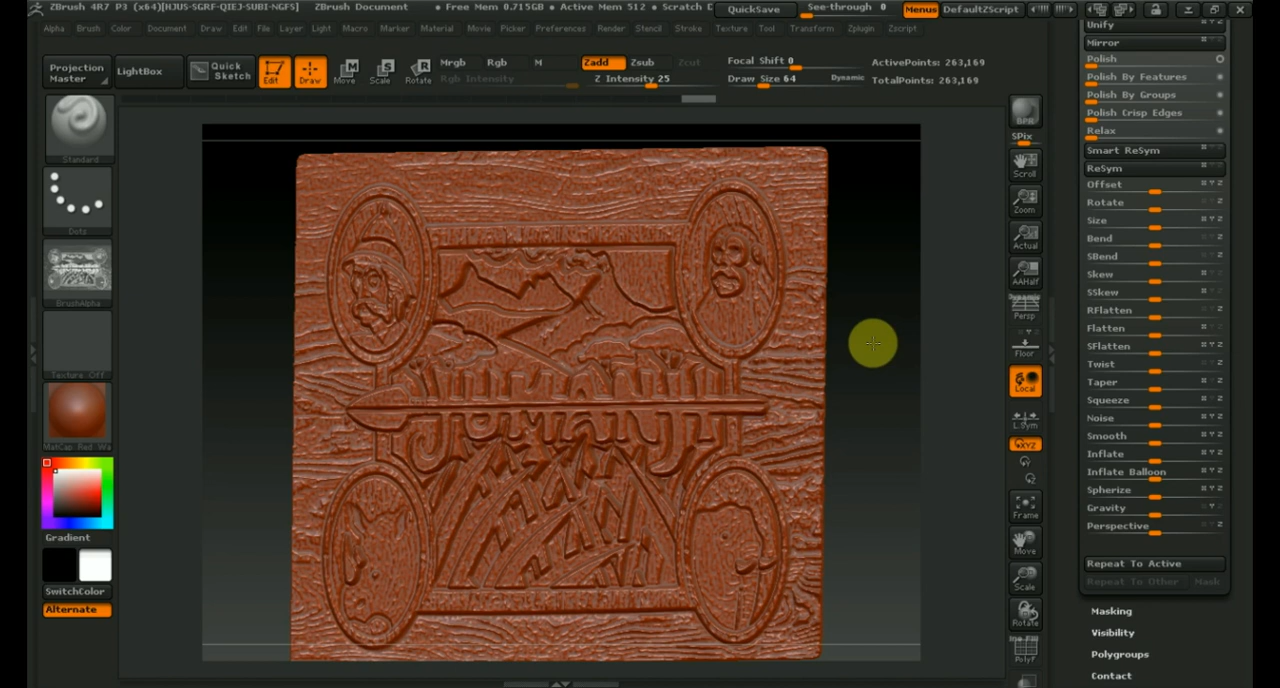 ZBrush 4R7 P3 (x64)[HJUS-SGRF-QIEJ-SUBI-NGFS] ZBrush Document • Free Mem 0.715GB • Active Mem 512 • Scratch D QuickSave See-through 0 Menus DefaultZScript
Alpha Brush Color Document Draw Edit File Layer Light Macro Marker Material Movie Picker Preferences Render Stencil Stroke Texture Tool Transform Zplugin Zscript
Projection Master
LightBox
Quick Sketch
Edit
Draw
Move
Scale
Rotate
Mrgb Rgb M
Rgb Intensity
Zadd Zsub Zcut
Z Intensity 25
Focal Shift 0
Draw Size 64 Dynamic
ActivePoints: 263,169
TotalPoints: 263,169
Standard
Dots
BrushAlpha
Texture Off
MatCap Red Wa
Gradient
SwitchColor
Alternate
JUMANJI
BPR
SPix
Scroll
Zoom
Actual
AAHalf
Dynamic
Persp
Floor
Local
L.Sym
XYZ
Frame
Move
Scale
Rotate
PolyF
Unify
Mirror
Polish
Polish By Features
Polish By Groups
Polish Crisp Edges
Relax
Smart ReSym
ReSym
Offset
Rotate
Size
Bend
SBend
Skew
SSkew
RFlatten
Flatten
SFlatten
Twist
Taper
Squeeze
Noise
Smooth
Inflate
Inflate Balloon
Spherize
Gravity
Perspective
Repeat To Active
Repeat To Other Mask
Masking
Visibility
Polygroups
Contact